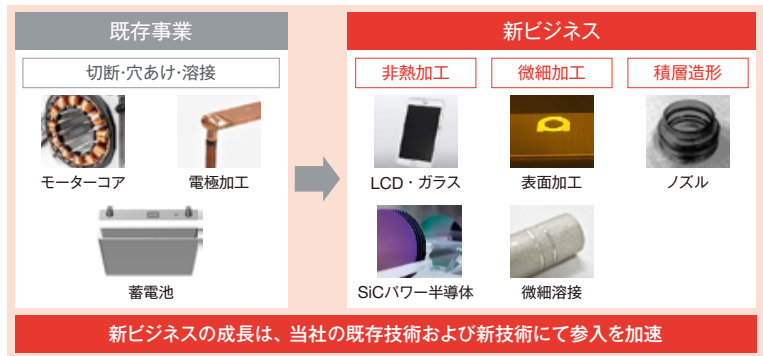 既存事業
切断・穴あけ・溶接
モーターコア
電極加工
蓄電池
新ビジネス
非熱加工
微細加工
積層造形
LCD・ガラス
表面加工
ノズル
SiCパワー半導体
微細溶接
新ビジネスの成長は、当社の既存技術および新技術にて参入を加速